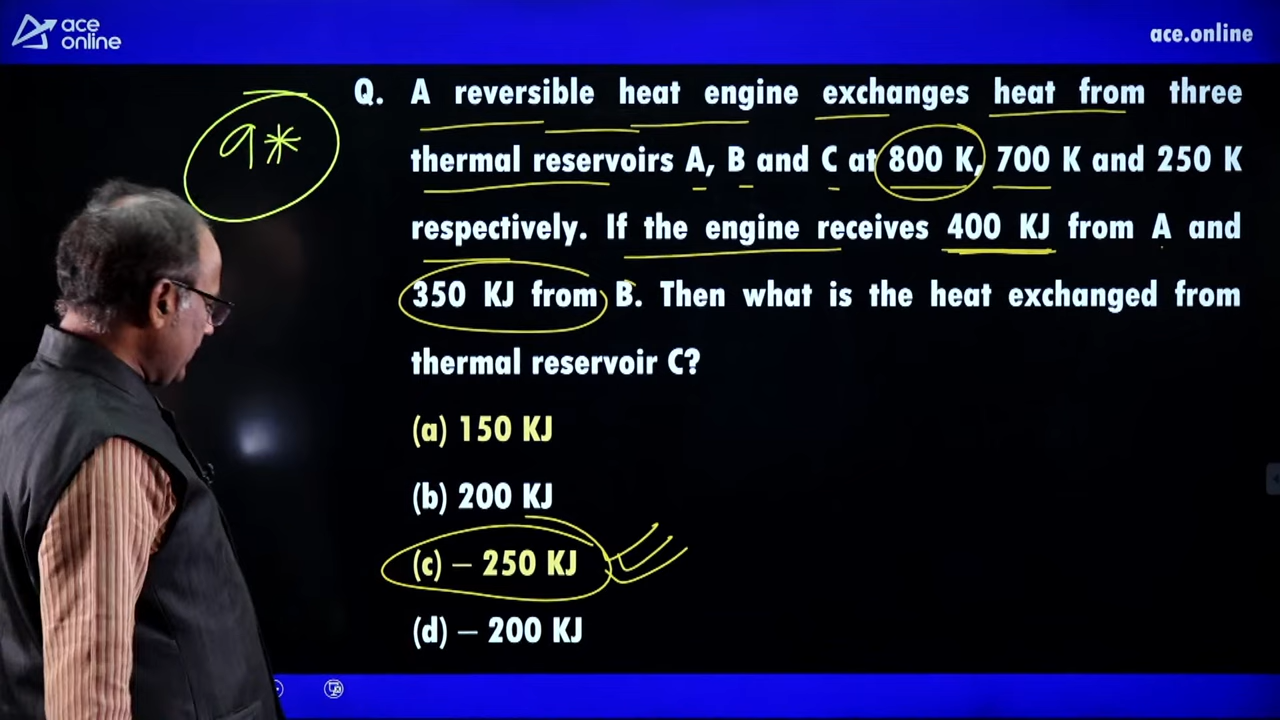 ace
online
ace.online
9*
Q. A reversible heat engine exchanges heat from three
thermal reservoirs A, B and C at 800 K, 700 K and 250 K
respectively. If the engine receives 400 KJ from A and
350 KJ from B. Then what is the heat exchanged from
thermal reservoir C?
(a) 150 KJ
(b) 200 KJ
(c) – 250 KJ
(d) – 200 KJ